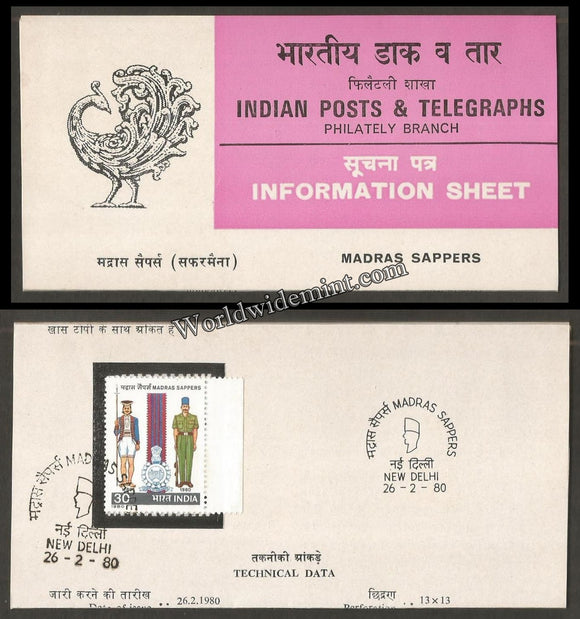 भारतीय डाक व तार
फिलैटली शाखा
INDIAN POSTS & TELEGRAPHS
PHILATELY BRANCH
सूचना पत्र
INFORMATION SHEET
मद्रास सैपर्स (सफरमैना)
MADRAS SAPPERS
Worldwidemint.com
खास टोपी के साथ अंकित है
मद्रास सैपर्स MADRAS SAPPERS
30
1980
भारत INDIA
मद्रास सैपर्स MADRAS
नई दिल्ली
NEW DELHI
26-2-80
मद्रास सैपर्स MADRAS SAPPERS
नई दिल्ली
NEW DELHI
26-2-80
तकनीकी आंकड़े
TECHNICAL DATA
जारी करने की तारीख
Date of issue .. 26.2.1980
छिद्रण
Perforation .. 13×13